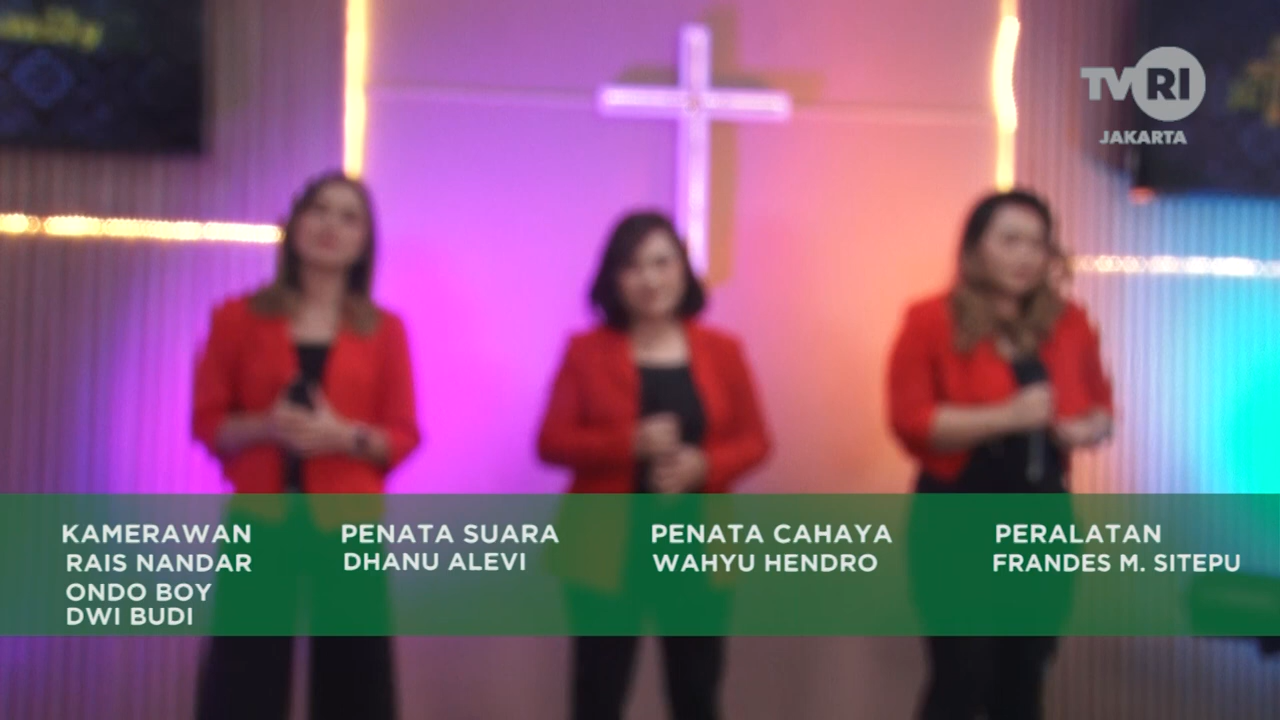 TVRI
JAKARTA
KAMERAWAN
RAIS NANDAR
ONDO BOY
DWI BUDI
PENATA SUARA
DHANU ALEVI
PENATA CAHAYA
WAHYU HENDRO
PERALATAN
FRANDES M. SITEPU